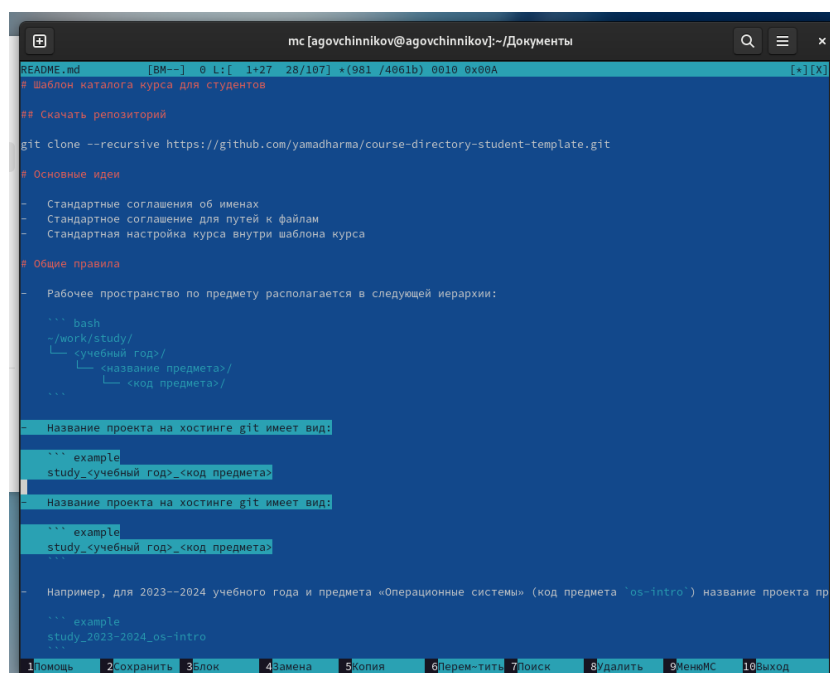 mc [agovchinnikov@agovchinnikov]:~/Документы
README.md [BM--] 0 L:[ 1+27 28/107] *(981 /4061b) 0010 0x00A [*][X]
# Шаблон каталога курса для студентов
## Скачать репозиторий
git clone --recursive https://github.com/yamadharma/course-directory-student-template.git
# Основные идеи
- Стандартные соглашения об именах
- Стандартное соглашение для путей к файлам
- Стандартная настройка курса внутри шаблона курса
# Общие правила
- Рабочее пространство по предмету располагается в следующей иерархии:
``` bash
~/work/study/
└── <учебный год>/
└── <название предмета>/
└── <код предмета>/
```
- Название проекта на хостинге git имеет вид:
``` example
study_<учебный год>_<код предмета>
- Название проекта на хостинге git имеет вид:
``` example
study_<учебный год>_<код предмета>
```
- Например, для 2023--2024 учебного года и предмета «Операционные системы» (код предмета `os-intro`) название проекта пр
``` example
study_2023-2024_os-intro
```
1Помощь 2Сохранить 3Блок 4Замена 5Копия 6Перем~тить 7Поиск 8Удалить 9МенюMC 10Выход